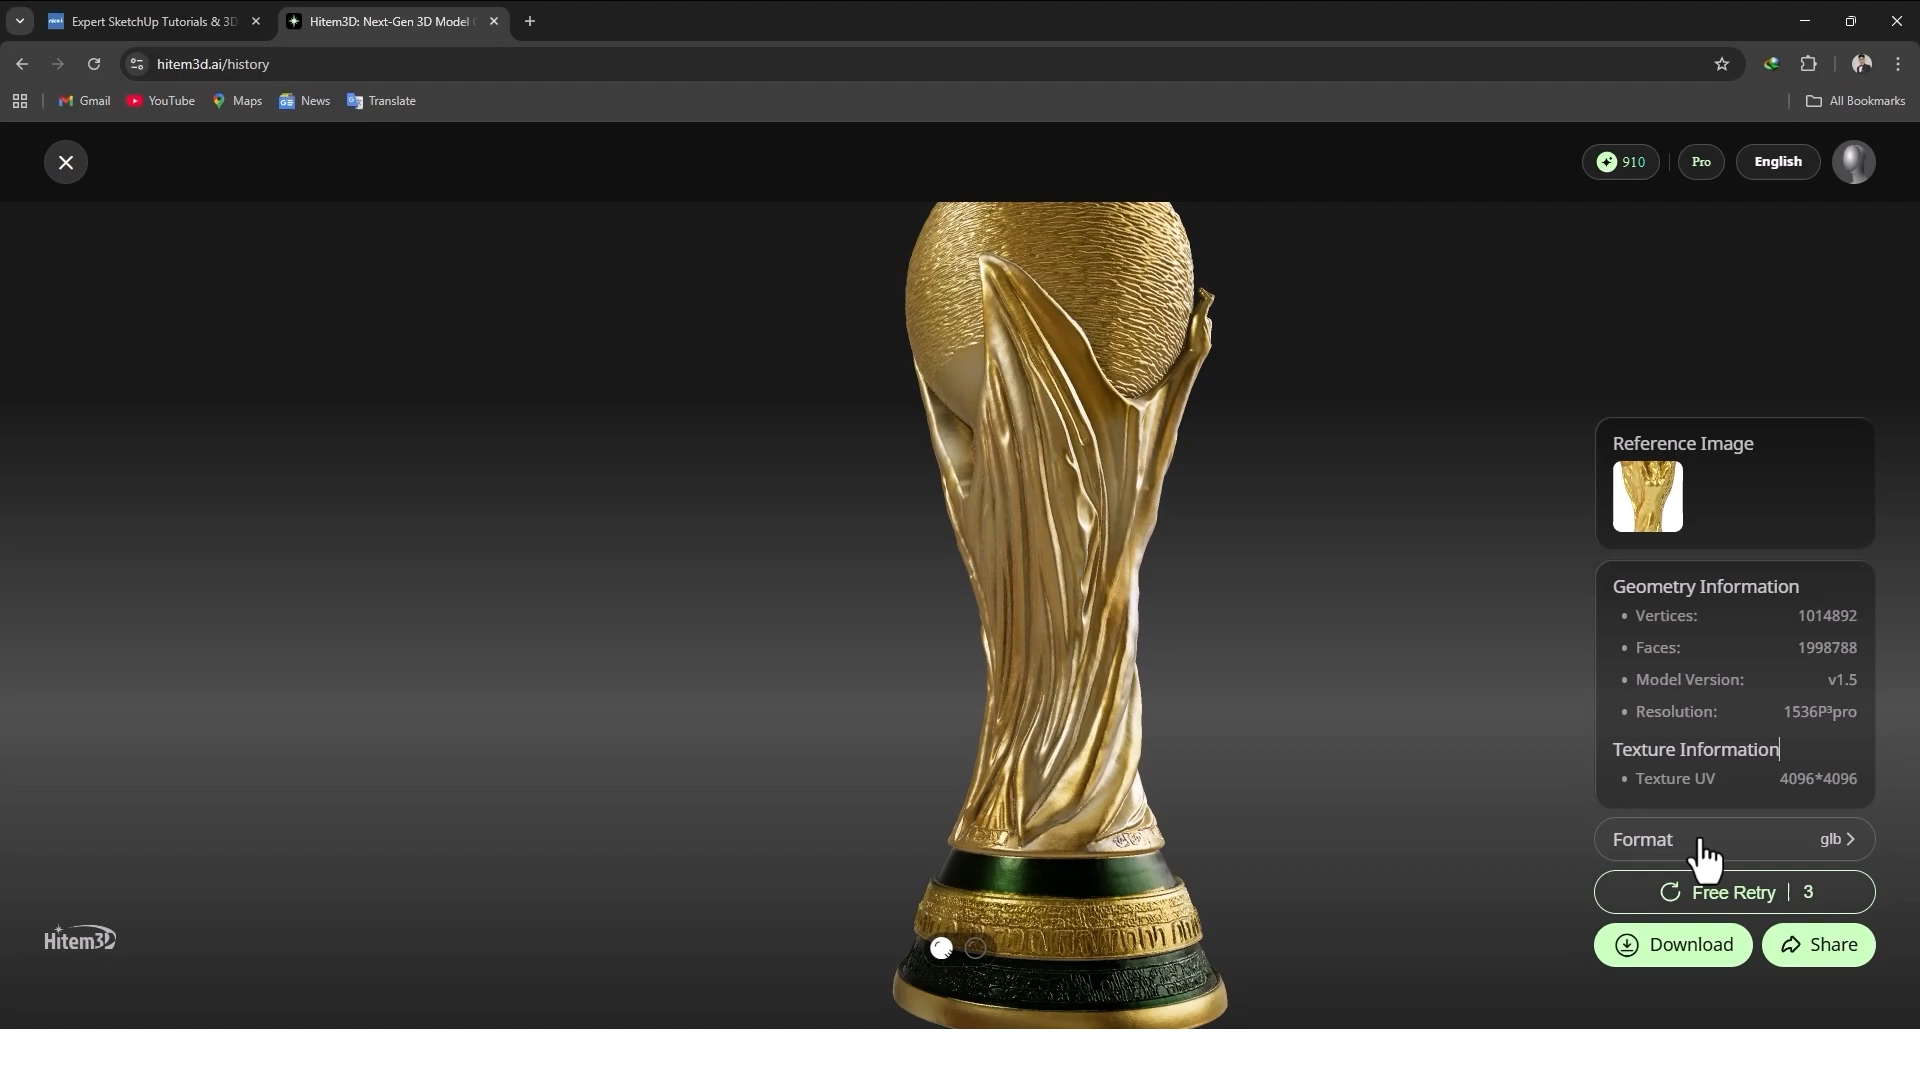 Expert SketchUp Tutorials & 3D
Hitem3D: Next-Gen 3D Model
hitem3d.ai/history
Gmail
YouTube
Maps
News
Translate
All Bookmarks
910
Pro
English
Reference Image
Geometry Information
Vertices: 1014892
Faces: 1998788
Model Version: v1.5
Resolution: 1536P³pro
Texture Information
Texture UV 4096*4096
Format glb
Free Retry | 3
Download
Share
Hitem3D